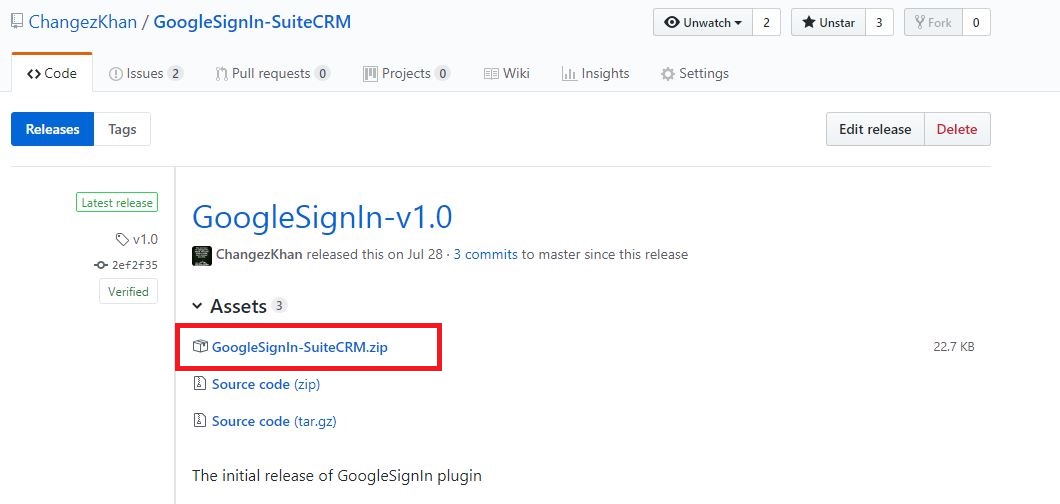 ChangezKhan / GoogleSignIn-SuiteCRM
Unwatch 2 Unstar 3 Fork 0
Code Issues 2 Pull requests 0 Projects 0 Wiki Insights Settings
Releases Tags Edit release Delete
Latest release
v1.0
2ef2f35
Verified
GoogleSignIn-v1.0
ChangezKhan released this on Jul 28 · 3 commits to master since this release
Assets 3
GoogleSignIn-SuiteCRM.zip 22.7 KB
Source code (zip)
Source code (tar.gz)
The initial release of GoogleSignIn plugin